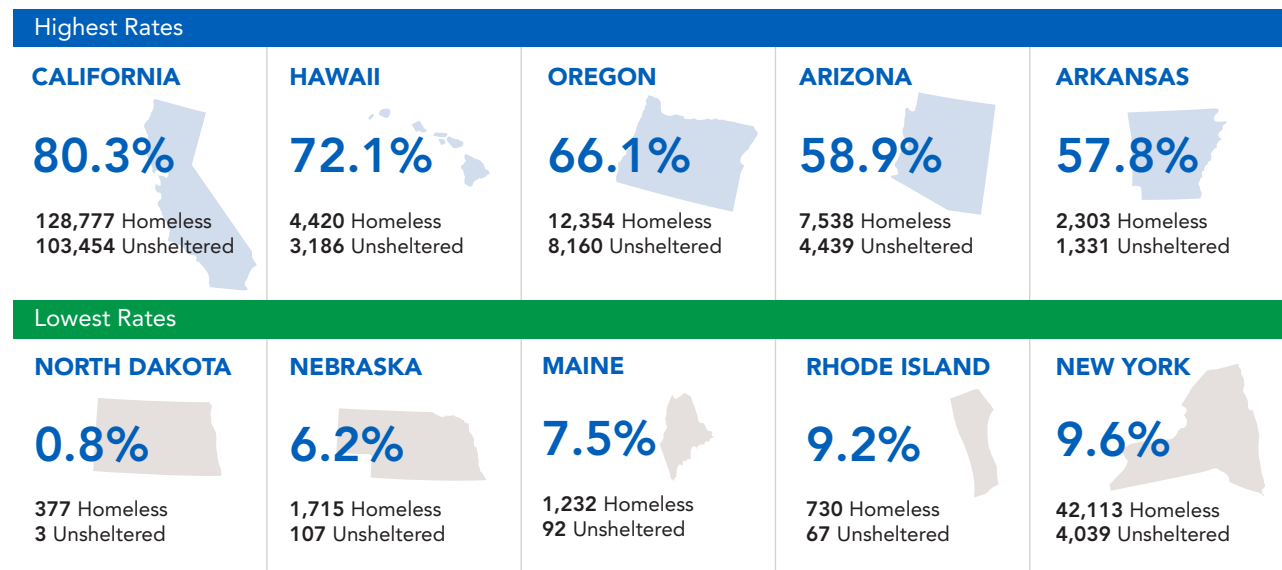 Highest Rates
CALIFORNIA
80.3%
128,777 Homeless
103,454 Unsheltered
HAWAII
72.1%
4,420 Homeless
3,186 Unsheltered
OREGON
66.1%
12,354 Homeless
8,160 Unsheltered
ARIZONA
58.9%
7,538 Homeless
4,439 Unsheltered
ARKANSAS
57.8%
2,303 Homeless
1,331 Unsheltered
Lowest Rates
NORTH DAKOTA
0.8%
377 Homeless
3 Unsheltered
NEBRASKA
6.2%
1,715 Homeless
107 Unsheltered
MAINE
7.5%
1,232 Homeless
92 Unsheltered
RHODE ISLAND
9.2%
730 Homeless
67 Unsheltered
NEW YORK
9.6%
42,113 Homeless
4,039 Unsheltered